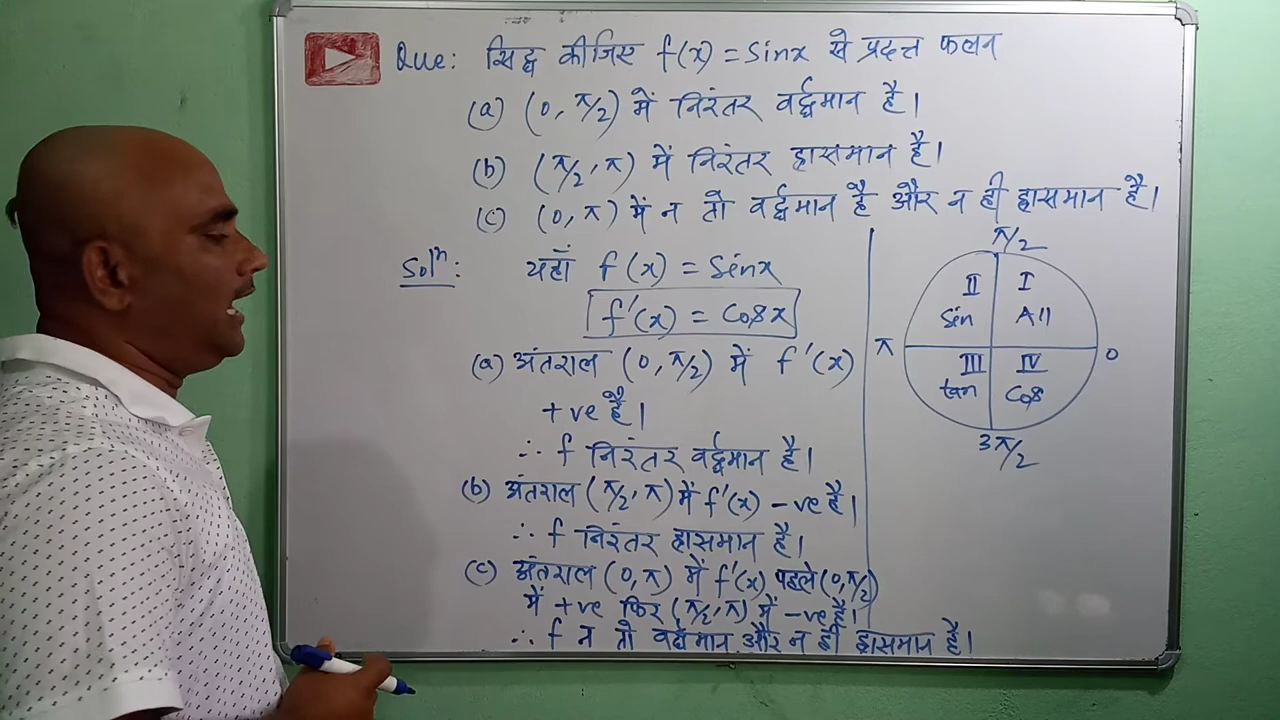 Que: सिद्ध कीजिए f(x) = Sinx से प्रदत्त फलन
(a) (0, π/2) में निरंतर वर्द्धमान है।
(b) (π/2, π) में निरंतर ह्रासमान है।
(c) (0, π) में न तो वर्द्धमान है और न ही ह्रासमान है।
Solⁿ: यहाँ f(x) = Sinx
f'(x) = Cosx
(a) अंतराल (0, π/2) में f'(x)
+ve है।
∴ f निरंतर वर्द्धमान है।
(b) अंतराल (π/2, π) में f'(x) -ve है।
∴ f निरंतर ह्रासमान है।
(c) अंतराल (0, π) में f'(x) पहले (0, π/2)
में +ve फिर (π/2, π) में -ve है।
∴ f न तो वर्द्धमान और न ही ह्रासमान है।
π/2
II I
Sin All
π 0
III IV
tan Cos
3π/2